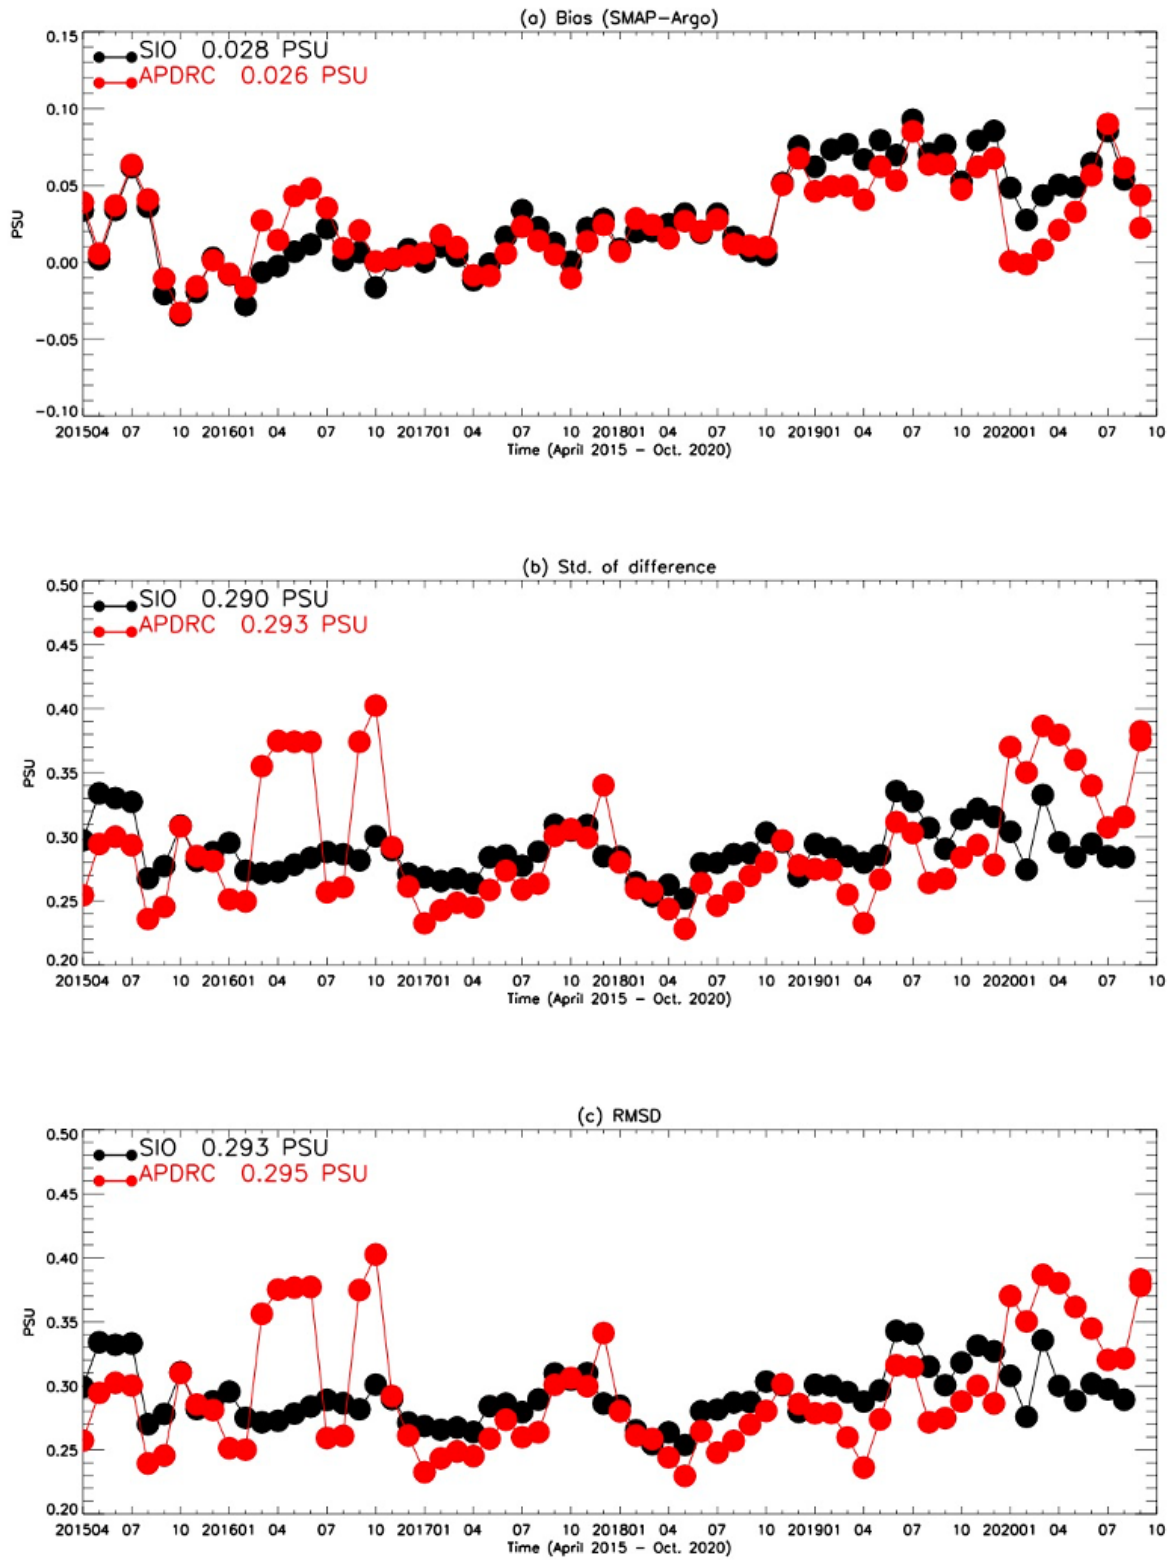 (a) Bias (SMAP-Argo)
0.15
SIO 0.028 PSU
APDRC 0.026 PSU
0.10
0.05
PSU
0.00
-0.05
-0.10
201504 07 10 201601 04 07 10 201701 04 07 10 201801 04 07 10 201901 04 07 10 202001 04 07 10
Time (April 2015 - Oct. 2020)
(b) Std. of difference
0.50
SIO 0.290 PSU
APDRC 0.293 PSU
0.45
0.40
0.35
PSU
0.30
0.25
0.20
201504 07 10 201601 04 07 10 201701 04 07 10 201801 04 07 10 201901 04 07 10 202001 04 07 10
Time (April 2015 - Oct. 2020)
(c) RMSD
0.50
SIO 0.293 PSU
APDRC 0.295 PSU
0.45
0.40
0.35
PSU
0.30
0.25
0.20
201504 07 10 201601 04 07 10 201701 04 07 10 201801 04 07 10 201901 04 07 10 202001 04 07 10
Time (April 2015 - Oct. 2020)